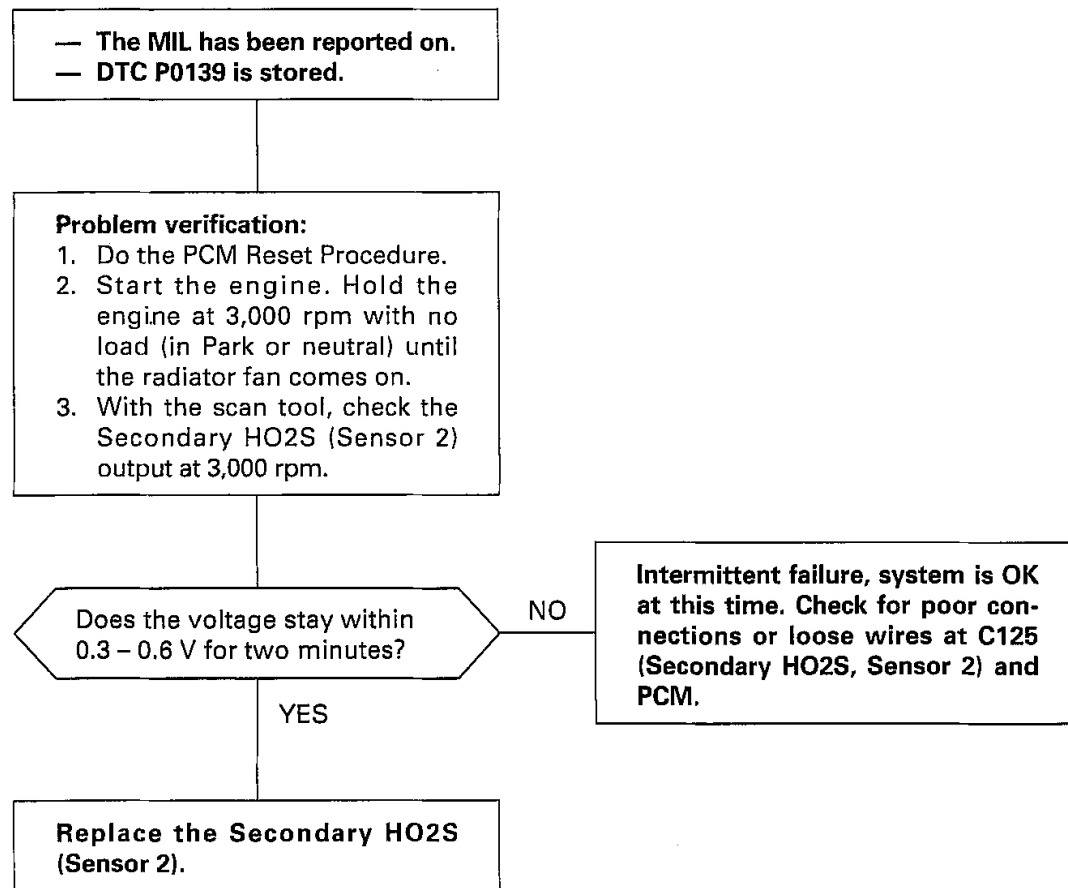 — The MIL has been reported on.
— DTC P0139 is stored.
Problem verification:
1. Do the PCM Reset Procedure.
2. Start the engine. Hold the
engine at 3,000 rpm with no
load (in Park or neutral) until
the radiator fan comes on.
3. With the scan tool, check the
Secondary HO2S (Sensor 2)
output at 3,000 rpm.
Does the voltage stay within
0.3 – 0.6 V for two minutes?
NO
Intermittent failure, system is OK
at this time. Check for poor con-
nections or loose wires at C125
(Secondary HO2S, Sensor 2) and
PCM.
YES
Replace the Secondary HO2S
(Sensor 2).